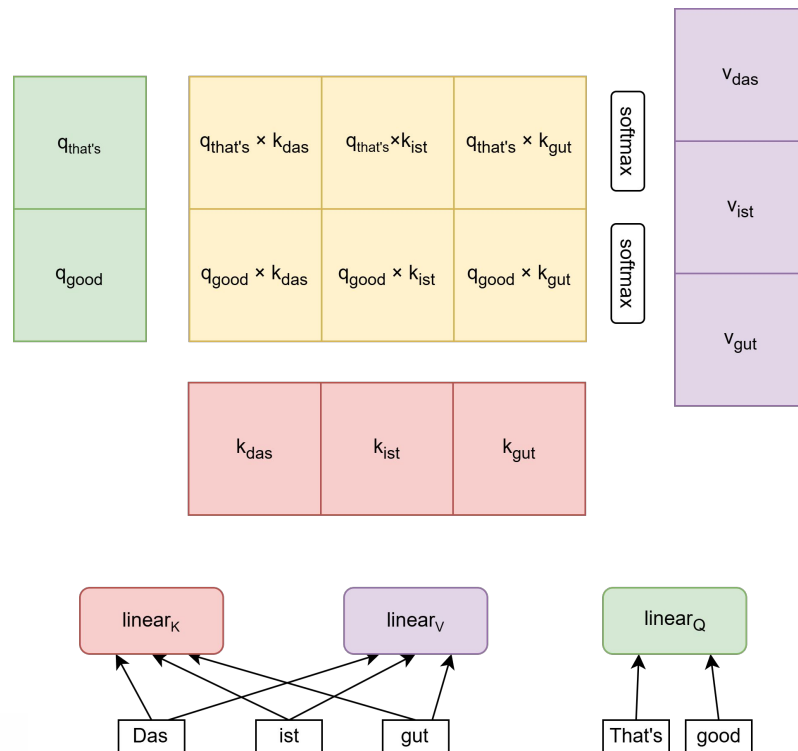 v_das
q_that's
q_that's × k_das
q_that's×k_ist
q_that's × k_gut
softmax
v_ist
q_good
q_good × k_das
q_good × k_ist
q_good × k_gut
softmax
v_gut
k_das
k_ist
k_gut
linear_K
linear_V
linear_Q
Das
ist
gut
That's
good